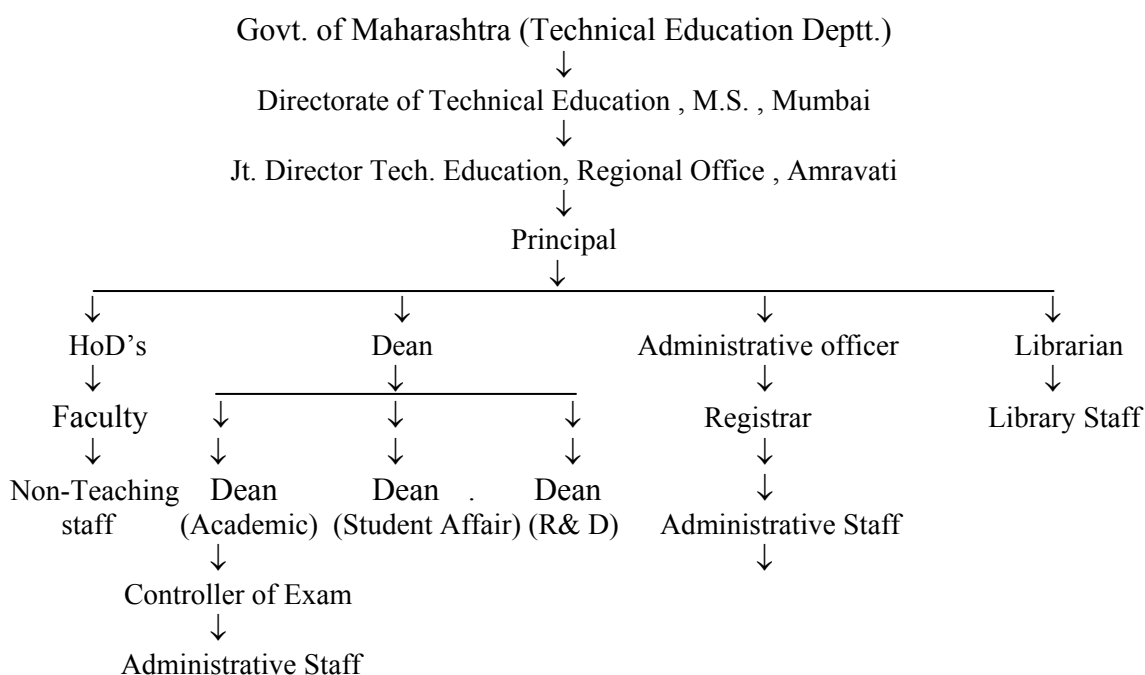 Govt. of Maharashtra (Technical Education Deptt.)
↓
Directorate of Technical Education , M.S. , Mumbai
↓
Jt. Director Tech. Education, Regional Office , Amravati
↓
Principal
↓
↓ ↓ ↓ ↓
HoD’s Dean Administrative officer Librarian
↓ ↓ ↓ ↓
Faculty ↓ ↓ ↓ Registrar Library Staff
↓ ↓ ↓ ↓ ↓
Non-Teaching Dean Dean . Dean ↓
staff (Academic) (Student Affair) (R& D) Administrative Staff
↓ ↓
Controller of Exam
↓
Administrative Staff